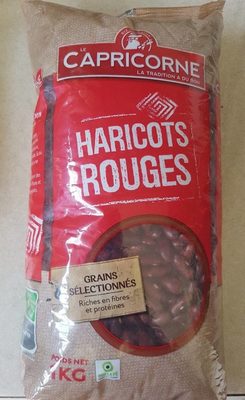 LE
CAPRICORNE
LA TRADITION A DU BON
HARICOTS
ROUGES
GRAINS
SÉLECTIONNÉS
Riches en fibres
et protéines
POIDS NET
1KG